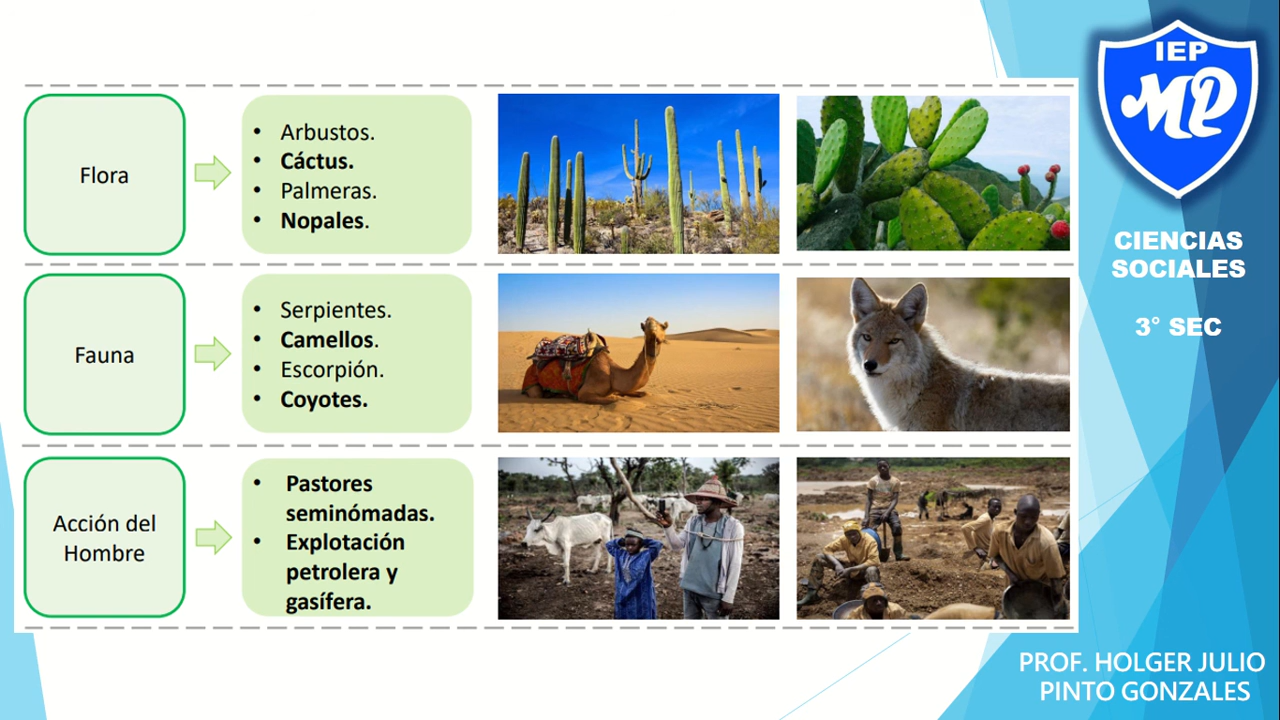 Flora
• Arbustos.
• Cáctus.
• Palmeras.
• Nopales.
Fauna
• Serpientes.
• Camellos.
• Escorpión.
• Coyotes.
Acción del
Hombre
• Pastores
seminómadas.
• Explotación
petrolera y
gasífera.
IEP
MP
CIENCIAS
SOCIALES
3° SEC
PROF. HOLGER JULIO
PINTO GONZALES